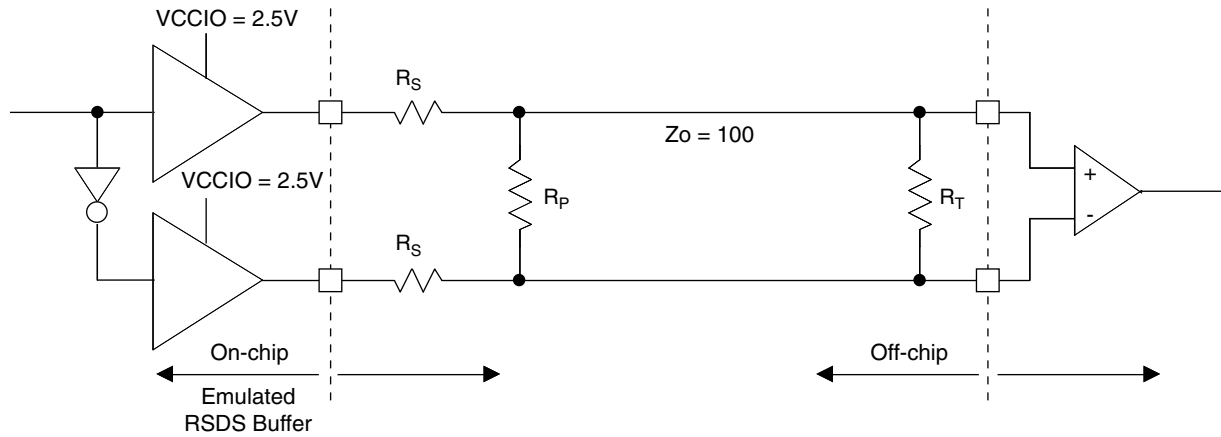 VCCIO = 2.5V
RS
Zo = 100
VCCIO = 2.5V
RP
RT
+
-
RS
On-chip
Off-chip
Emulated
RSDS Buffer